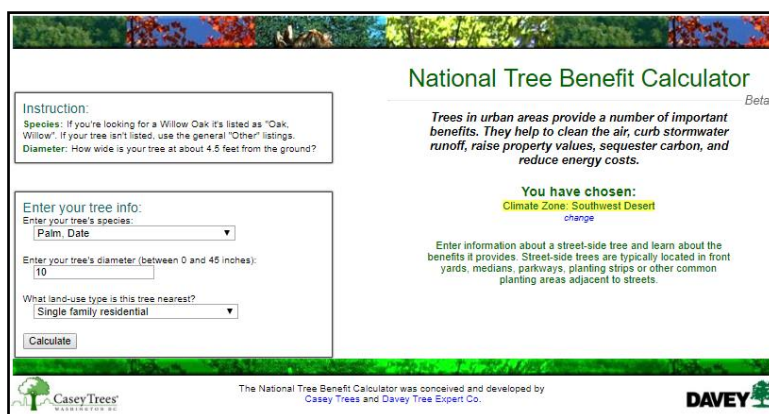 National Tree Benefit Calculator
Beta
Instruction:
Species: If you're looking for a Willow Oak it's listed as "Oak,
Willow". If your tree isn't listed, use the general "Other" listings.
Diameter: How wide is your tree at about 4.5 feet from the ground?
Trees in urban areas provide a number of important
benefits. They help to clean the air, curb stormwater
runoff, raise property values, sequester carbon, and
reduce energy costs.
You have chosen:
Climate Zone: Southwest Desert
change
Enter your tree info:
Enter your tree's species:
Palm, Date
Enter your tree's diameter (between 0 and 45 inches):
10
What land-use type is this tree nearest?
Single family residential
Calculate
Enter information about a street-side tree and learn about the
benefits it provides. Street-side trees are typically located in front
yards, medians, parkways, planting strips or other common
planting areas adjacent to streets.
Casey Trees
WASHINGTON DC
The National Tree Benefit Calculator was conceived and developed by
Casey Trees and Davey Tree Expert Co.
DAVEY